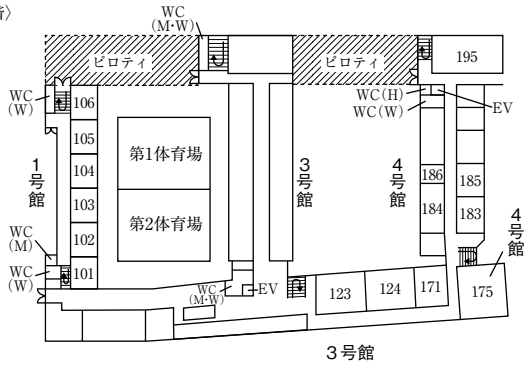 階〉
WC
(M・W)
ピロティ
ピロティ
195
WC
(W)
106
WC(H)
EV
WC(W)
105
第1体育場
1号館
104
3号館
4号館
186
185
103
184
183
第2体育場
WC
(M)
102
4号館
WC
(W)
101
WC
(M・W)
EV
123
124
171
175
3号館